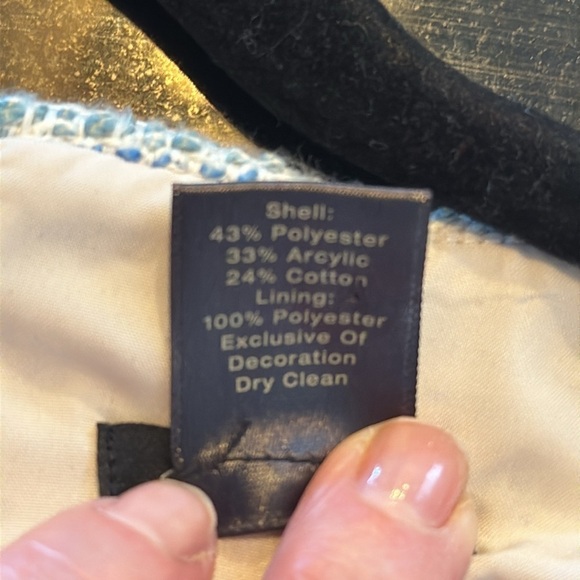 Shell:
43% Polyester
33% Arcylic
24% Cotton
Lining:
100% Polyester
Exclusive Of
Decoration
Dry Clean